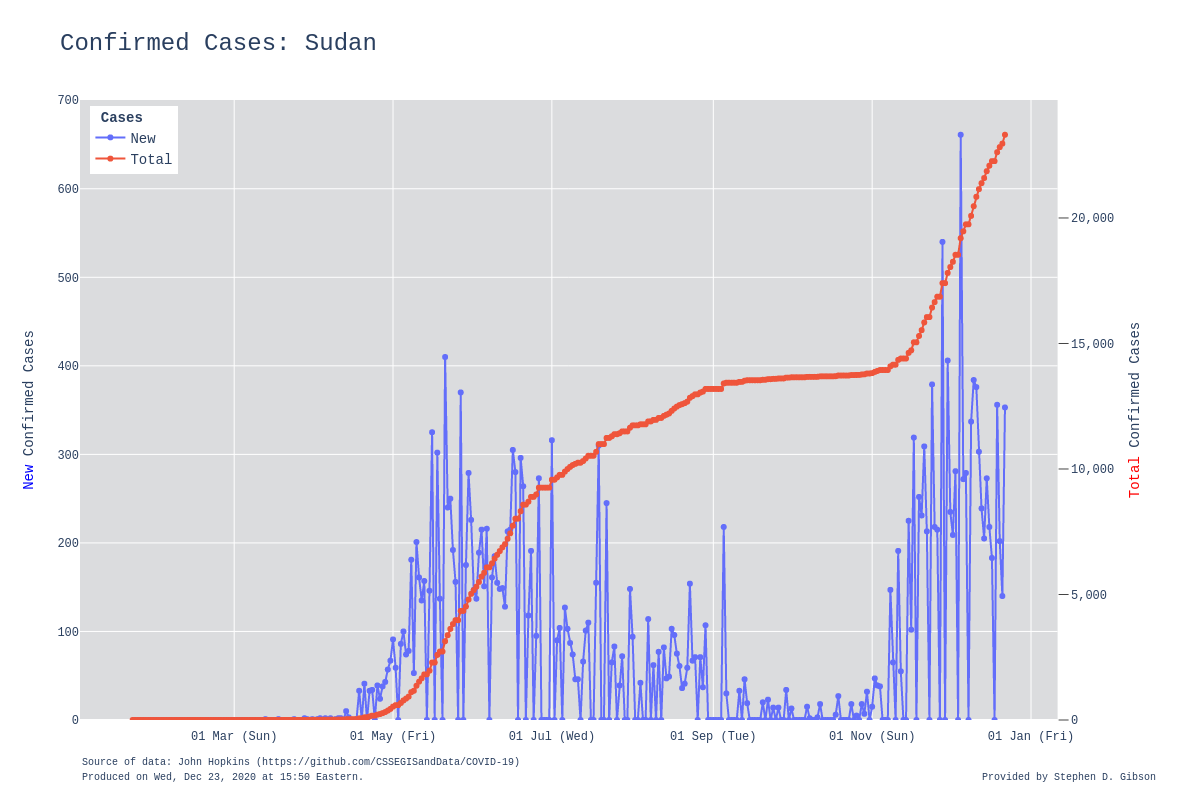 Confirmed Cases: Sudan
Cases
New
Total
700
600
500
400
300
200
100
0
New Confirmed Cases
20,000
15,000
10,000
5,000
0
Total Confirmed Cases
01 Mar (Sun)
01 May (Fri)
01 Jul (Wed)
01 Sep (Tue)
01 Nov (Sun)
01 Jan (Fri)
Source of data: John Hopkins (https://github.com/CSSEGISandData/COVID-19)
Produced on Wed, Dec 23, 2020 at 15:50 Eastern.
Provided by Stephen D. Gibson